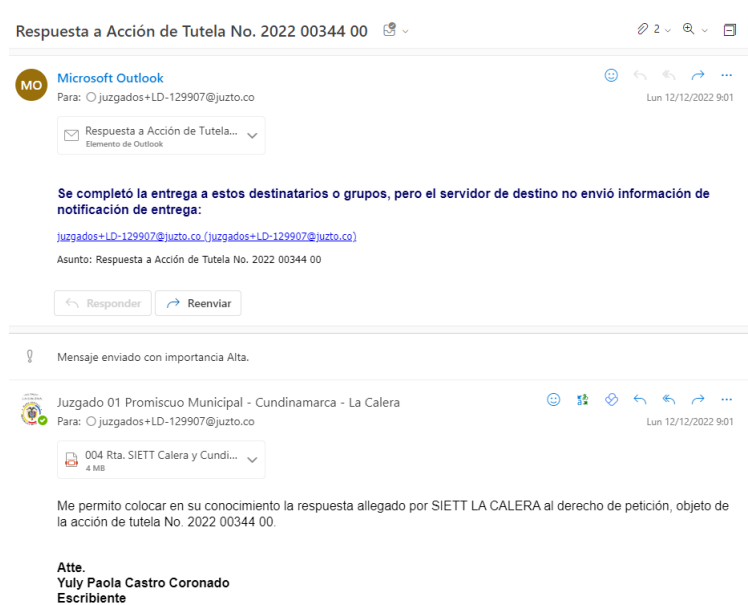 Respuesta a Acción de Tutela No. 2022 00344 00
2
MO
Microsoft Outlook
Para: juzgados+LD-129907@juzto.co
Lun 12/12/2022 9:01
Respuesta a Acción de Tutela...
Elemento de Outlook
Se completó la entrega a estos destinatarios o grupos, pero el servidor de destino no envió información de
notificación de entrega:
juzgados+LD-129907@juzto.co (juzgados+LD-129907@juzto.co)
Asunto: Respuesta a Acción de Tutela No. 2022 00344 00
Responder
Reenviar
Mensaje enviado con importancia Alta.
Juzgado 01 Promiscuo Municipal - Cundinamarca - La Calera
Para: juzgados+LD-129907@juzto.co
Lun 12/12/2022 9:01
004 Rta. SIETT Calera y Cundi...
4 MB
Me permito colocar en su conocimiento la respuesta allegado por SIETT LA CALERA al derecho de petición, objeto de
la acción de tutela No. 2022 00344 00.
Atte.
Yuly Paola Castro Coronado
Escribiente